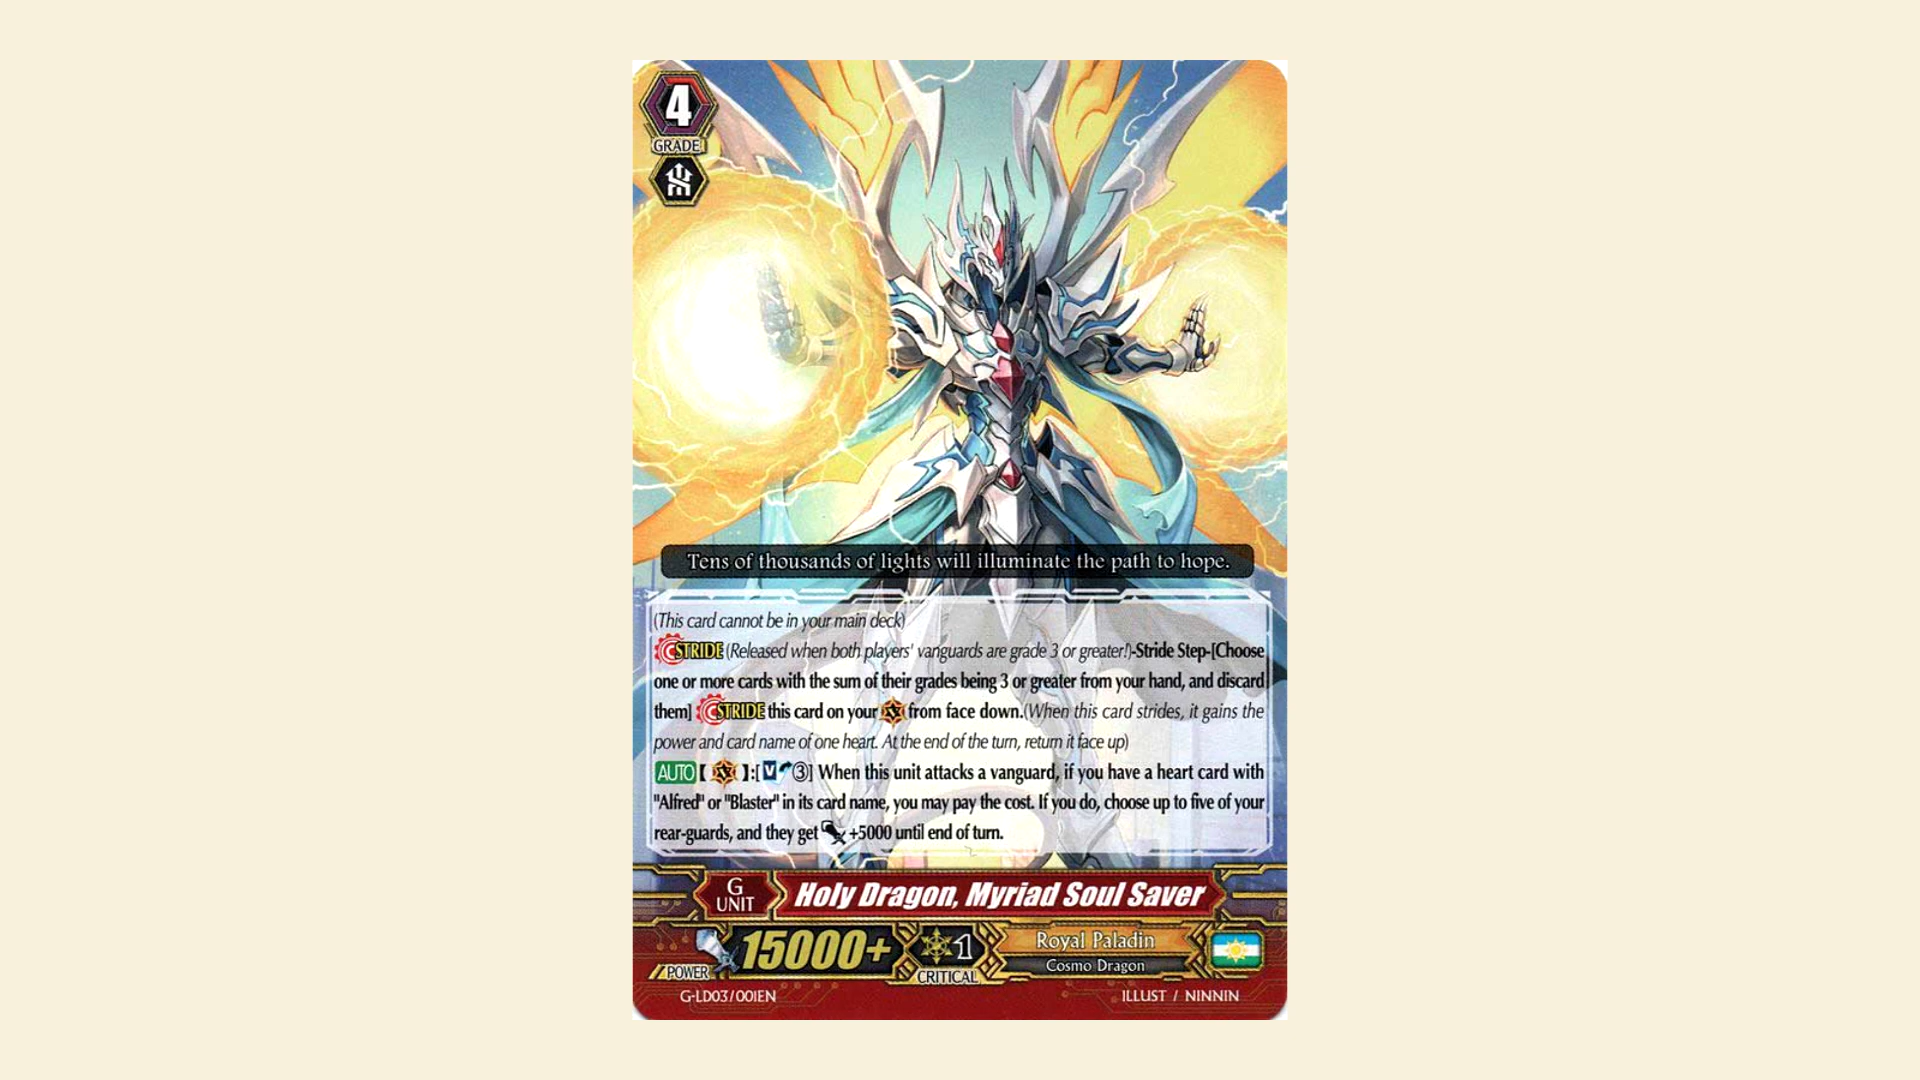 4
GRADE
Tens of thousands of lights will illuminate the path to hope.
(This card cannot be in your main deck)
STRIDE (Released when both players' vanguards are grade 3 or greater!)-Stride Step-[Choose
one or more cards with the sum of their grades being 3 or greater from your hand, and discard
them] STRIDE this card on your from face down.(When this card strides, it gains the
power and card name of one heart. At the end of the turn, return it face up)
AUTO【 】:[V ③] When this unit attacks a vanguard, if you have a heart card with
"Alfred" or "Blaster" in its card name, you may pay the cost. If you do, choose up to five of your
rear-guards, and they get +5000 until end of turn.
G
UNIT
Holy Dragon, Myriad Soul Saver
POWER 15000+
1
CRITICAL
Royal Paladin
Cosmo Dragon
G-LD03/001EN
ILLUST / NINNIN